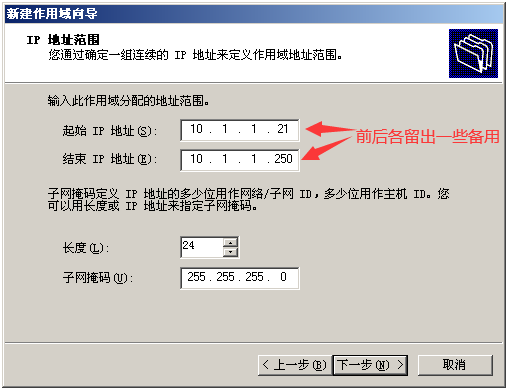 新建作用域向导
IP 地址范围
您通过确定一组连续的 IP 地址来定义作用域地址范围。
输入此作用域分配的地址范围。
起始 IP 地址(S): 10 . 1 . 1 . 21
前后各留出一些备用
结束 IP 地址(E): 10 . 1 . 1 . 250
子网掩码定义 IP 地址的多少位用作网络/子网 ID，多少位用作主机 ID。您
可以用长度或 IP 地址来指定子网掩码。
长度(L): 24
子网掩码(U): 255 . 255 . 255 . 0
< 上一步(B) 下一步(N) > 取消